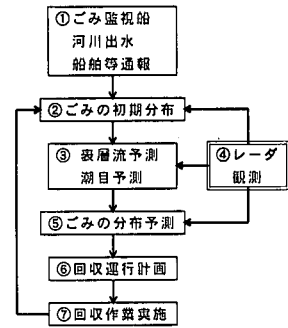 ①ごみ監視船
河川出水
船舶等通報
②ごみの初期分布
③ 表層流予測
潮目予測
④レーダ
観測
⑤ごみの分布予測
⑥回収運行計画
⑦回収作業実施